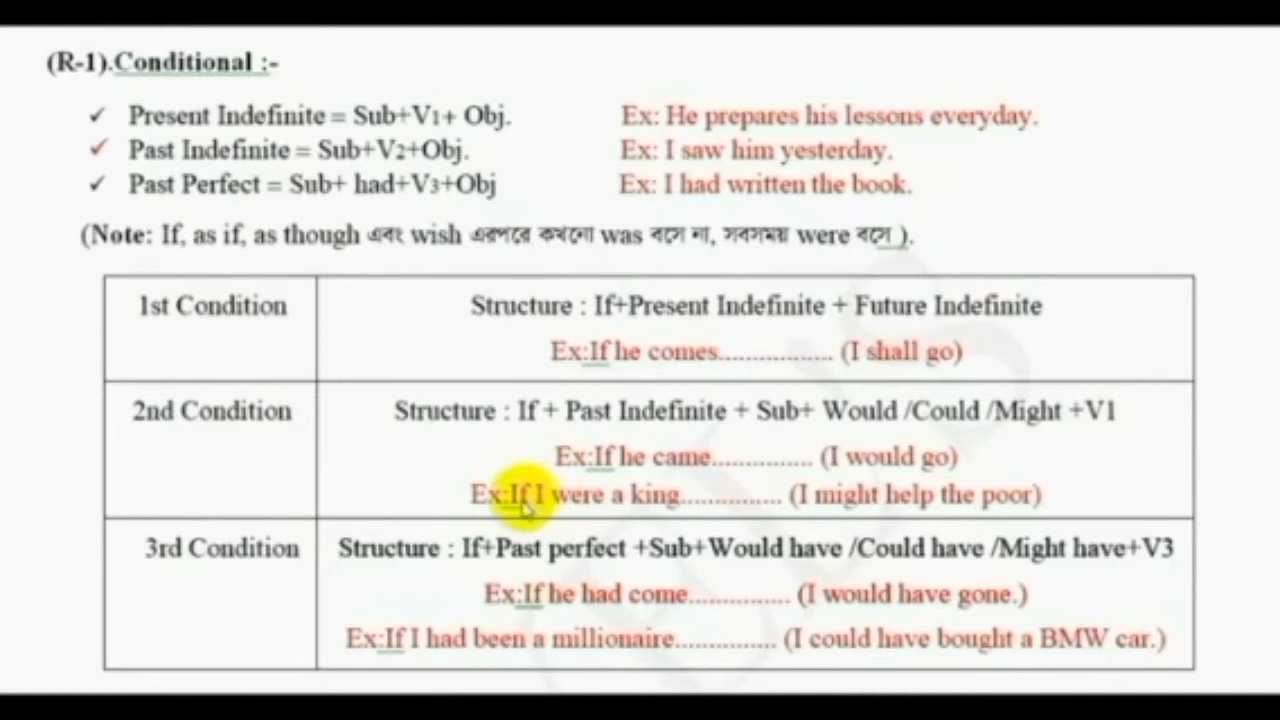 (R-1).Conditional :-
✓ Present Indefinite = Sub+V1+ Obj. Ex: He prepares his lessons everyday.
✓ Past Indefinite = Sub+V2+Obj. Ex: I saw him yesterday.
✓ Past Perfect = Sub+ had+V3+Obj Ex: I had written the book.
(Note: If, as if, as though এবং wish এরপরে কখনো was বসে না, সবসময় were বসে ).
1st Condition
Structure : If+Present Indefinite + Future Indefinite
Ex:If he comes................. (I shall go)
2nd Condition
Structure : If + Past Indefinite + Sub+ Would /Could /Might +V1
Ex:If he came............... (I would go)
Ex:If I were a king............... (I might help the poor)
3rd Condition
Structure : If+Past perfect +Sub+Would have /Could have /Might have+V3
Ex:If he had come............... (I would have gone.)
Ex:If I had been a millionaire............... (I could have bought a BMW car.)